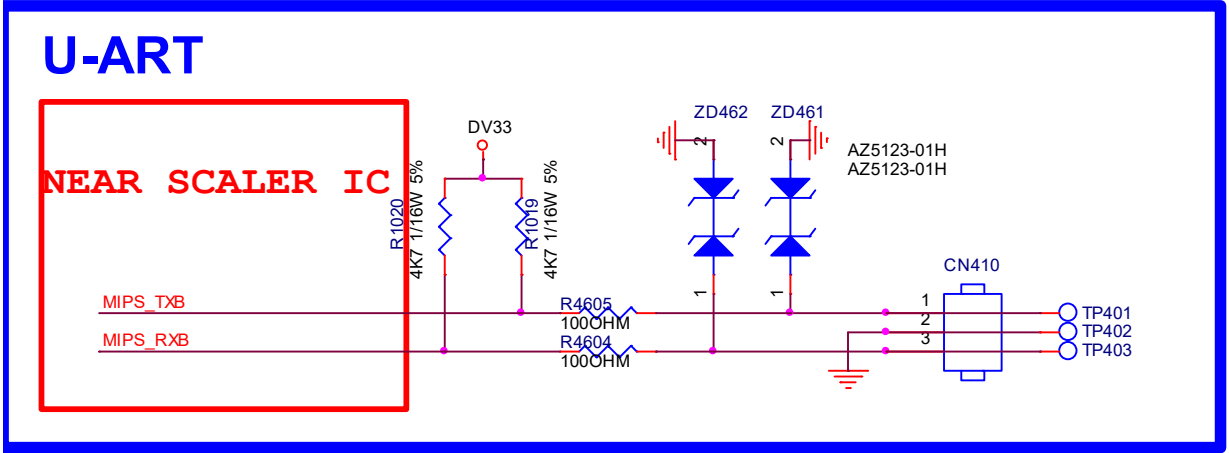 U-ART
ZD462
ZD461
DV33
2
2
AZ5123-01H
AZ5123-01H
NEAR SCALER IC
R1020
4K7 1/16W 5%
R1019
4K7 1/16W 5%
CN410
1
1
MIPS_TXB
R4605
100OHM
1
TP401
2
TP402
MIPS_RXB
R4604
100OHM
3
TP403